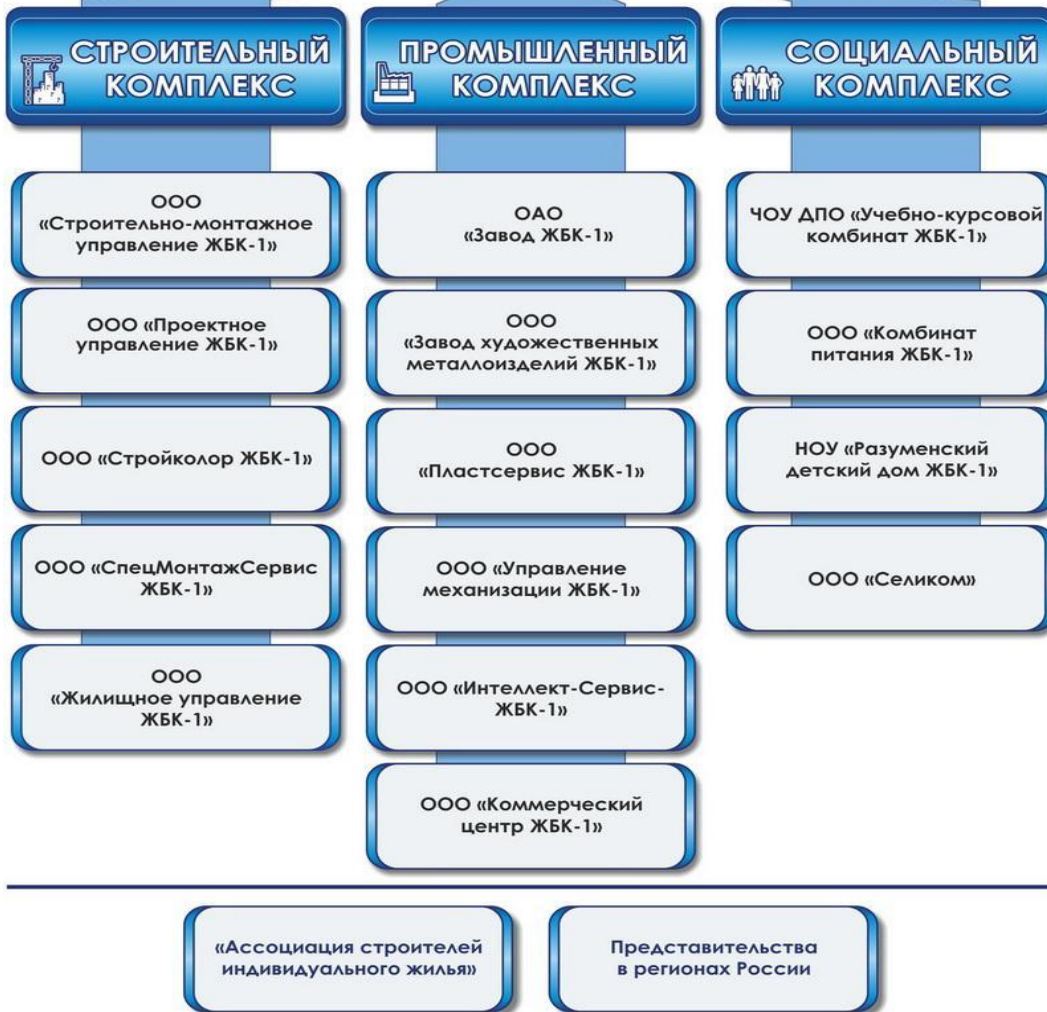 СТРОИТЕЛЬНЫЙ
КОМПЛЕКС
ООО
«Строительно-монтажное
управление ЖБК-1»
ООО «Проектное
управление ЖБК-1»
ООО «Стройколор ЖБК-1»
ООО «СпецМонтажСервис
ЖБК-1»
ООО
«Жилищное управление
ЖБК-1»
ПРОМЫШЛЕННЫЙ
КОМПЛЕКС
ОАО
«Завод ЖБК-1»
ООО
«Завод художественных
металлоизделий ЖБК-1»
ООО
«Пластсервис ЖБК-1»
ООО «Управление
механизации ЖБК-1»
ООО «Интеллект-Сервис-
ЖБК-1»
ООО «Коммерческий
центр ЖБК-1»
СОЦИАЛЬНЫЙ
КОМПЛЕКС
ЧОУ ДПО «Учебно-курсовой
комбинат ЖБК-1»
ООО «Комбинат
питания ЖБК-1»
НОУ «Разуменский
детский дом ЖБК-1»
ООО «Селиком»
«Ассоциация строителей
индивидуального жилья»
Представительства
в регионах России